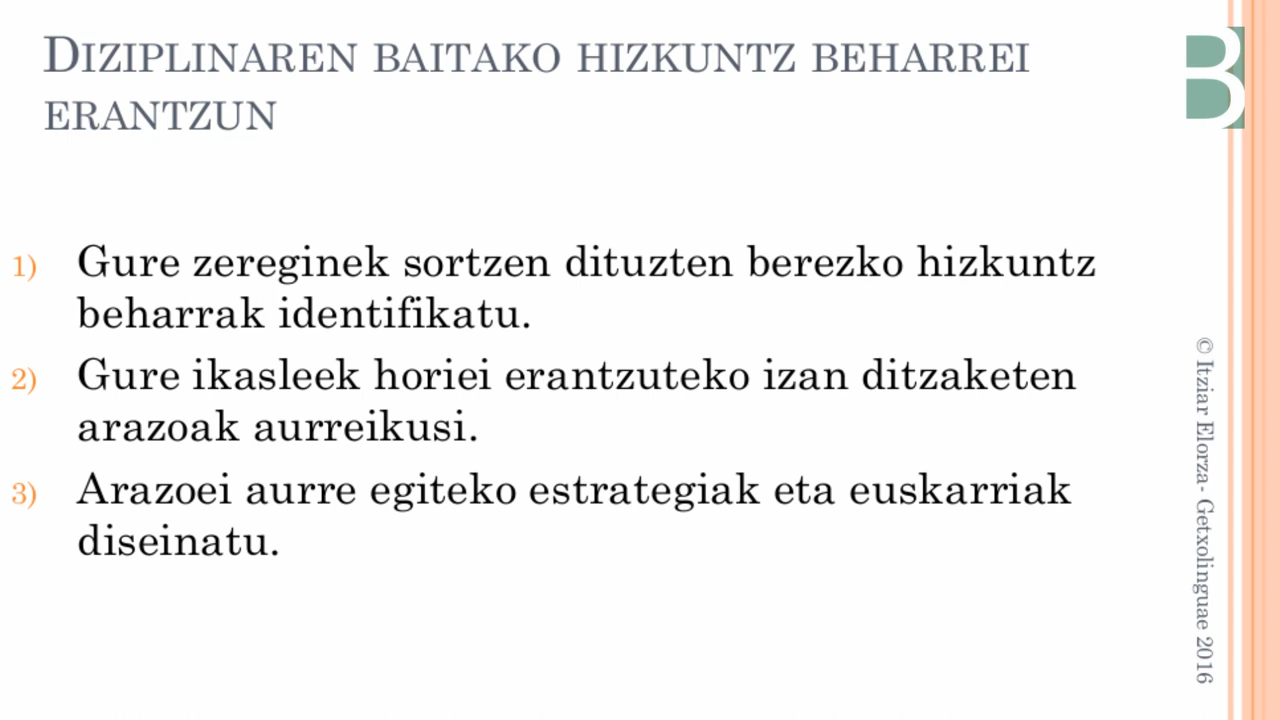 DIZIPLINAREN BAITAKO HIZKUNTZ BEHARREI
ERANTZUN
B
1) Gure zereginek sortzen dituzten berezko hizkuntz
beharrak identifikatu.
2) Gure ikasleek horiei erantzuteko izan ditzaketen
arazoak aurreikusi.
3) Arazoei aurre egiteko estrategiak eta euskarriak
diseinatu.
© Itziar Elorza- Getxolinguae 2016